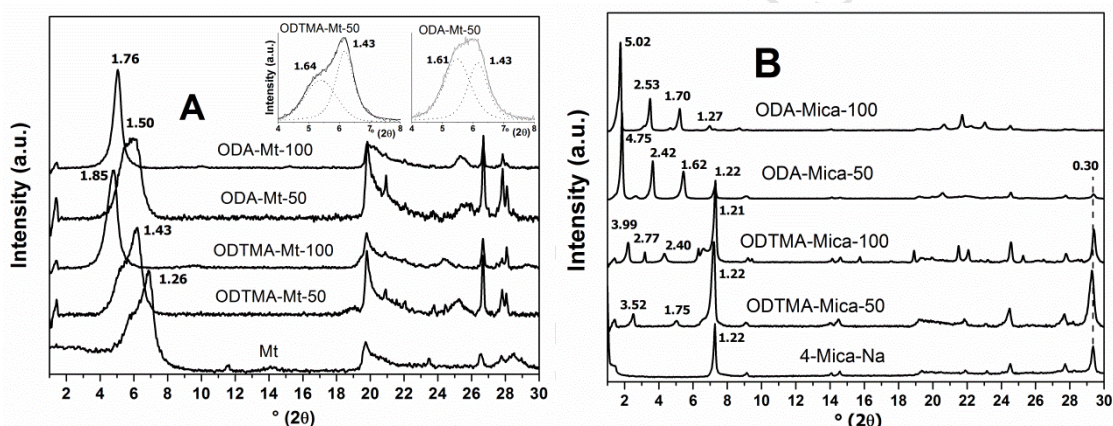 Intensity (a.u.)
A
1.76
1.50
1.85
1.43
1.26
ODA-Mt-100
ODA-Mt-50
ODTMA-Mt-100
ODTMA-Mt-50
Mt
1 2 4 6 8 10 12 14 16 18 20 22 24 26 28 30
° (2θ)
ODTMA-Mt-50
1.43
1.64
Intensity (a.u.)
4 5 6 7° (2θ) 8
ODA-Mt-50
1.61
1.43
4 5 6 7° (2θ) 8
Intensity (a.u.)
B
5.02
2.53
1.70
1.27
ODA-Mica-100
4.75
2.42
1.62
1.22
0.30
ODA-Mica-50
1.21
3.99
2.77
2.40
ODTMA-Mica-100
1.22
3.52
1.75
ODTMA-Mica-50
1.22
4-Mica-Na
2 4 6 8 10 12 14 16 18 20 22 24 26 28 30
° (2θ)